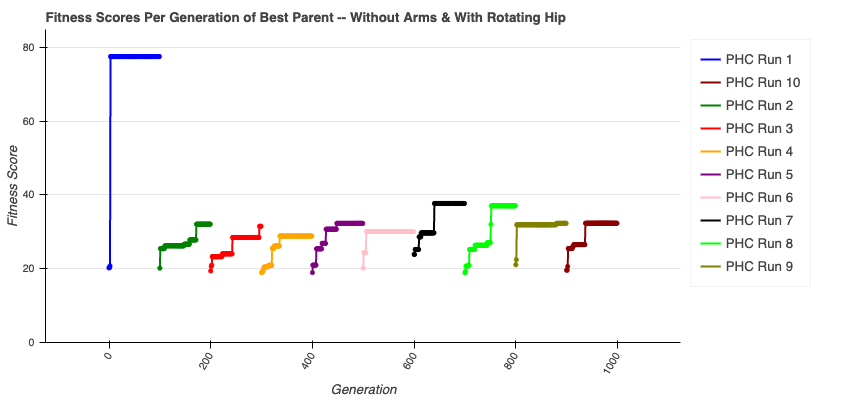 Fitness Scores Per Generation of Best Parent -- Without Arms & With Rotating Hip
80
60
40
20
0
Fitness Score
0
200
400
600
800
1000
Generation
PHC Run 1
PHC Run 10
PHC Run 2
PHC Run 3
PHC Run 4
PHC Run 5
PHC Run 6
PHC Run 7
PHC Run 8
PHC Run 9